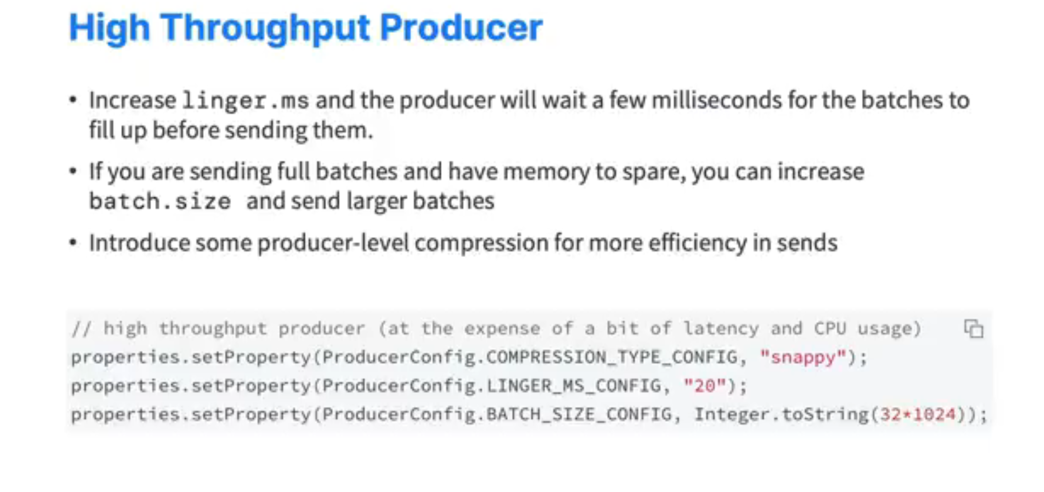 High Throughput Producer
• Increase linger.ms and the producer will wait a few milliseconds for the batches to
fill up before sending them.
• If you are sending full batches and have memory to spare, you can increase
batch.size and send larger batches
• Introduce some producer-level compression for more efficiency in sends
// high throughput producer (at the expense of a bit of latency and CPU usage)
properties.setProperty(ProducerConfig.COMPRESSION_TYPE_CONFIG, "snappy");
properties.setProperty(ProducerConfig.LINGER_MS_CONFIG, "20");
properties.setProperty(ProducerConfig.BATCH_SIZE_CONFIG, Integer.toString(32*1024));